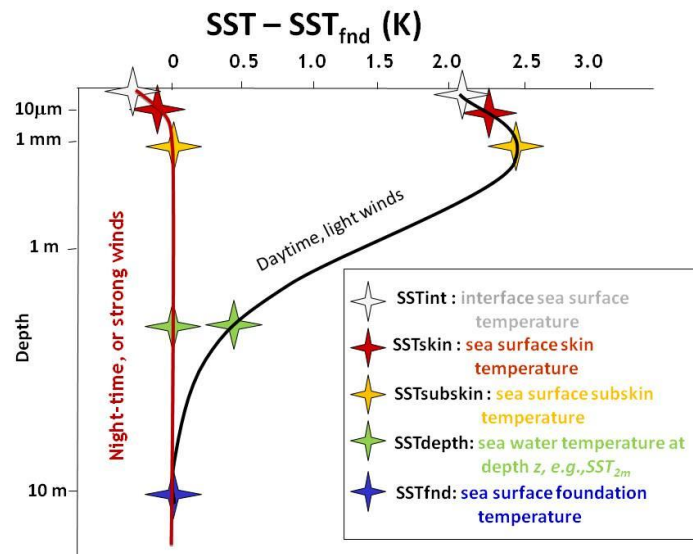 SST – SSTfnd (K)
0 0.5 1.0 1.5 2.0 2.5 3.0
10μm
1 mm
1 m
10 m
Depth
Night-time, or strong winds
Daytime, light winds
SSTint : interface sea surface
temperature
SSTskin : sea surface skin
temperature
SSTsubskin : sea surface subskin
temperature
SSTdepth: sea water temperature at
depth z, e.g.,SST2m
SSTfnd: sea surface foundation
temperature